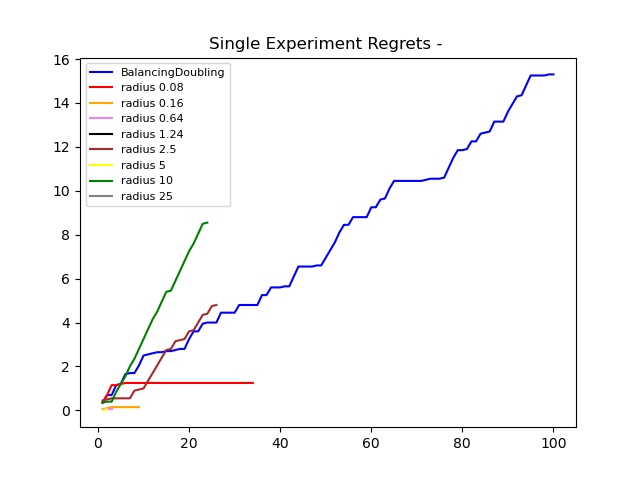 Single Experiment Regrets -
16
14
12
10
8
6
4
2
0
BalancingDoubling
radius 0.08
radius 0.16
radius 0.64
radius 1.24
radius 2.5
radius 5
radius 10
radius 25
0 20 40 60 80 100